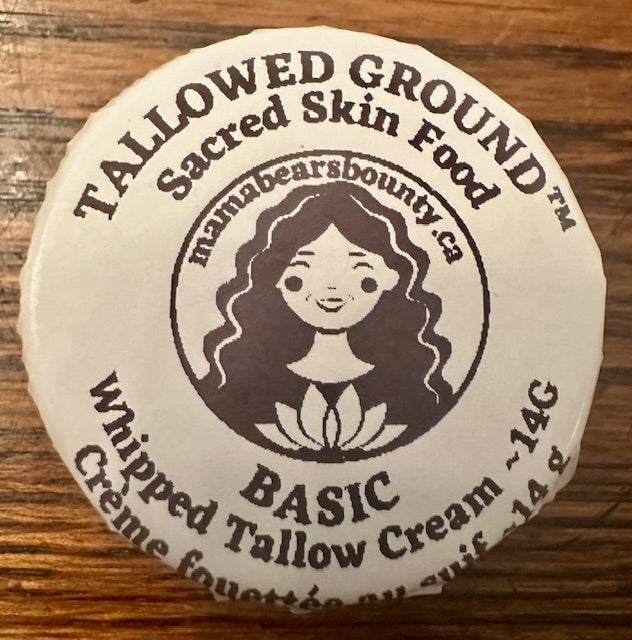 TALLOWED GROUND™
Sacred Skin Food
mamabearsbounty.ca
BASIC
Whipped Tallow Cream ~14G
Crème fouettée au suif ~14 g